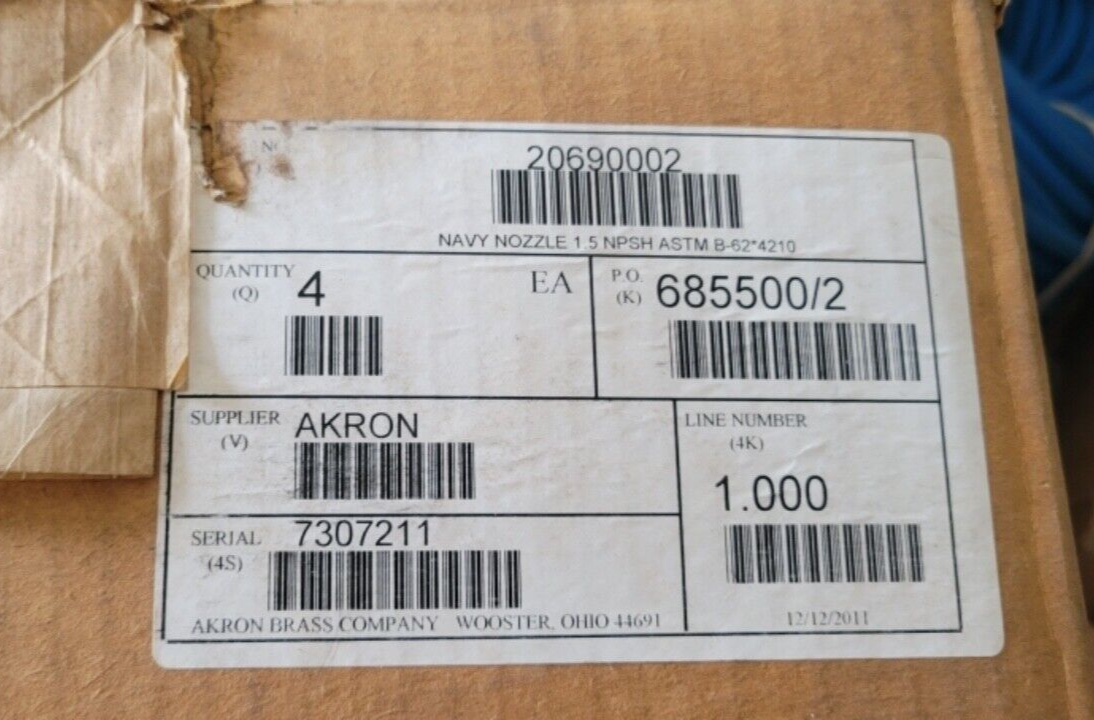 20690002
NAVY NOZZLE 1.5 NPSH ASTM B-62*4210
QUANTITY
(Q)
4
EA
P.O.
(K)
685500/2
SUPPLIER
(V)
AKRON
LINE NUMBER
(4K)
1.000
SERIAL
(4S)
7307211
AKRON BRASS COMPANY WOOSTER, OHIO 44691
12/12/2011